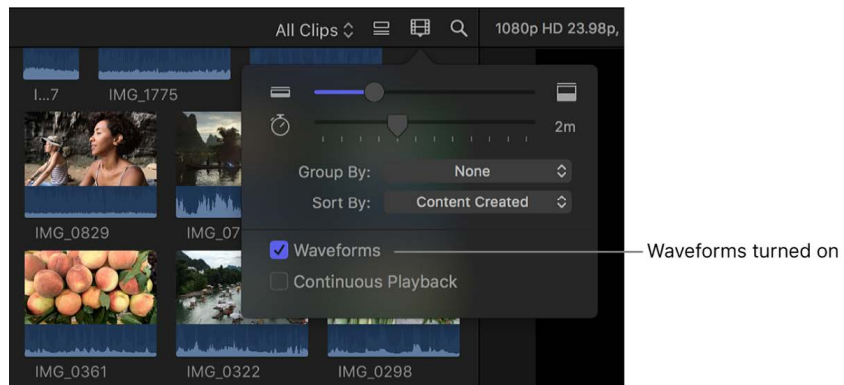 All Clips
1080p HD 23.98p,
I...7
IMG_1775
2m
Group By: None
Sort By: Content Created
IMG_0829
IMG_07
Waveforms
Waveforms turned on
Continuous Playback
IMG_0361
IMG_0322
IMG_0298